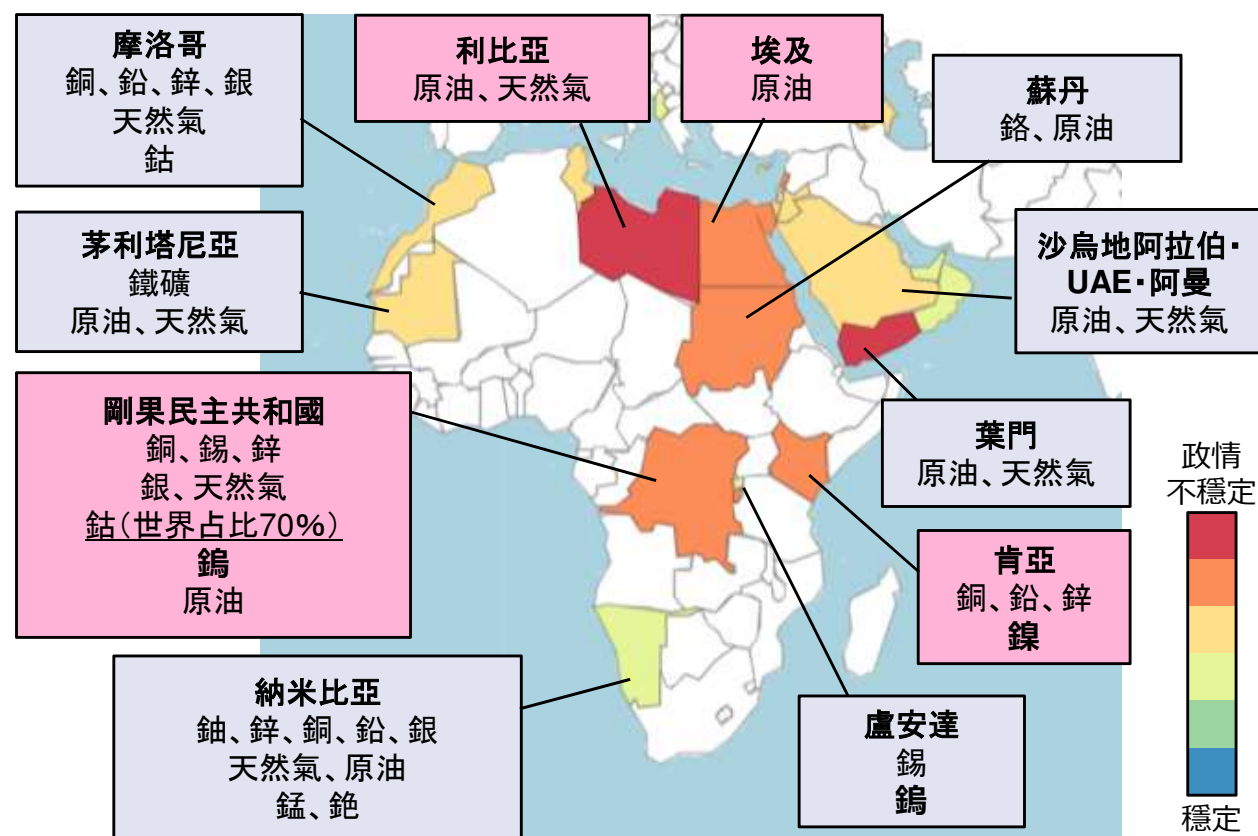 摩洛哥
銅、鉛、鋅、銀
天然氣
鈷
利比亞
原油、天然氣
埃及
原油
蘇丹
鉻、原油
茅利塔尼亞
鐵礦
原油、天然氣
沙烏地阿拉伯・
UAE・阿曼
原油、天然氣
剛果民主共和國
銅、錫、鋅
銀、天然氣
鈷(世界占比70%)
鎢
原油
葉門
原油、天然氣
肯亞
銅、鉛、鋅
鎳
納米比亞
鈾、鋅、銅、鉛、銀
天然氣、原油
錳、銫
盧安達
錫
鎢
政情
不穩定
穩定